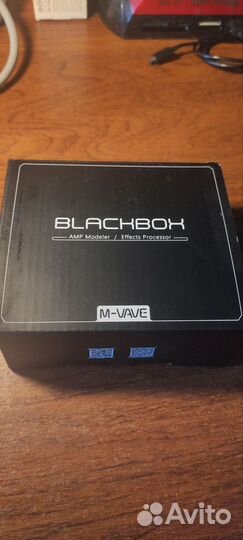 BLACKBOX
AMP Modeler / Effects Processor
M-VAVE
Avito